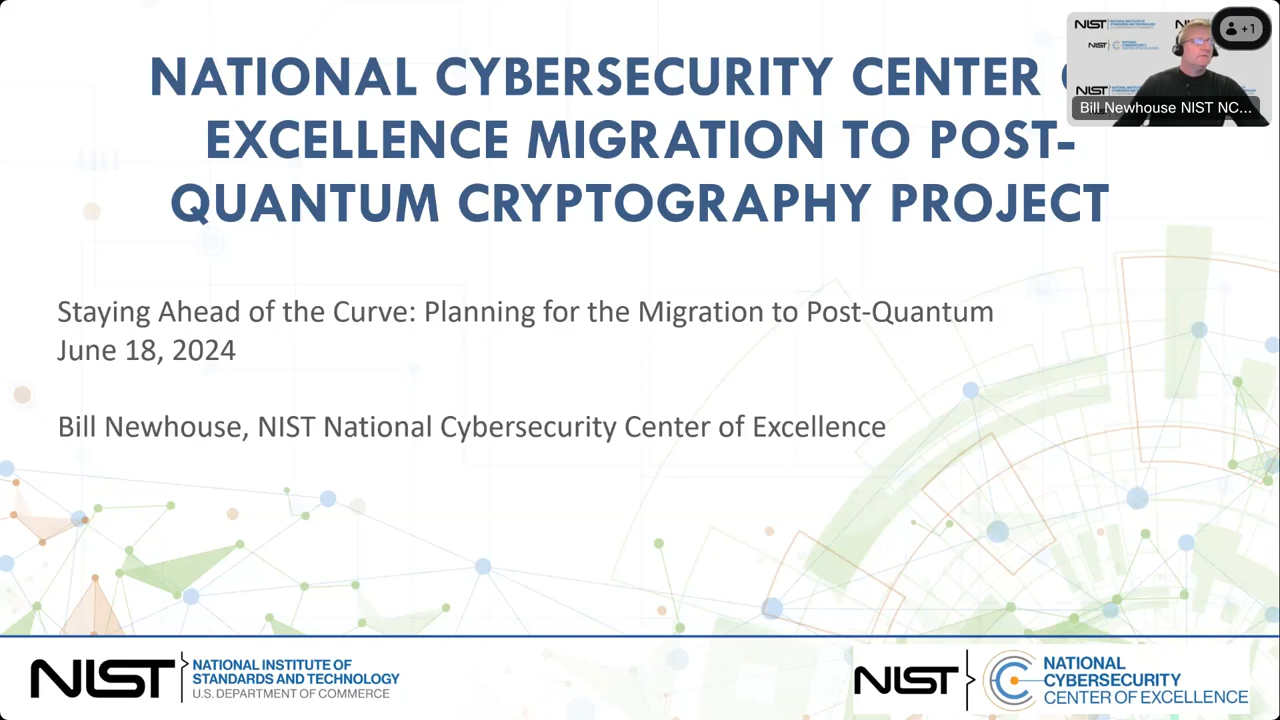 NATIONAL CYBERSECURITY CENTER
EXCELLENCE MIGRATION TO POST-
QUANTUM CRYPTOGRAPHY PROJECT
+1
Bill Newhouse NIST NC...
Staying Ahead of the Curve: Planning for the Migration to Post-Quantum
June 18, 2024
Bill Newhouse, NIST National Cybersecurity Center of Excellence
NIST
NATIONAL INSTITUTE OF
STANDARDS AND TECHNOLOGY
U.S. DEPARTMENT OF COMMERCE
NIST
NATIONAL
CYBERSECURITY
CENTER OF EXCELLENCE